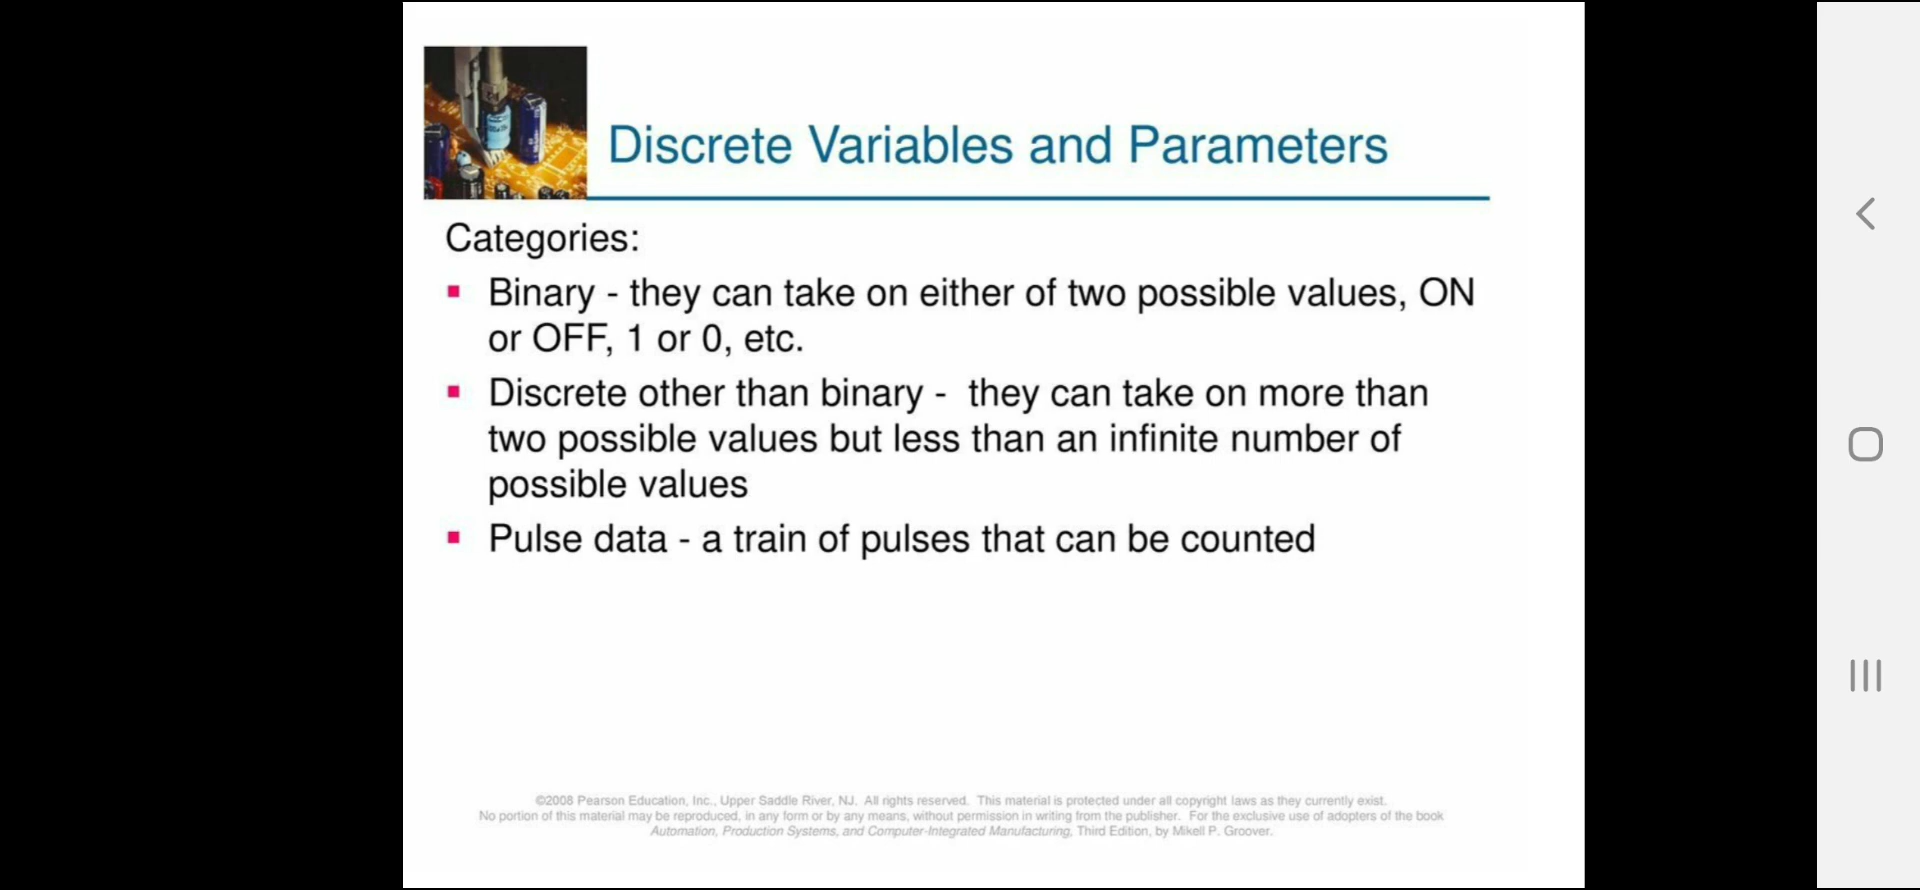 Discrete Variables and Parameters
Categories:
▪ Binary - they can take on either of two possible values, ON
or OFF, 1 or 0, etc.
▪ Discrete other than binary -  they can take on more than
two possible values but less than an infinite number of
possible values
▪ Pulse data - a train of pulses that can be counted
©2008 Pearson Education, Inc., Upper Saddle River, NJ.  All rights reserved.  This material is protected under all copyright laws as they currently exist.
No portion of this material may be reproduced, in any form or by any means, without permission in writing from the publisher.  For the exclusive use of adopters of the book
Automation, Production Systems, and Computer-Integrated Manufacturing, Third Edition, by Mikell P. Groover.